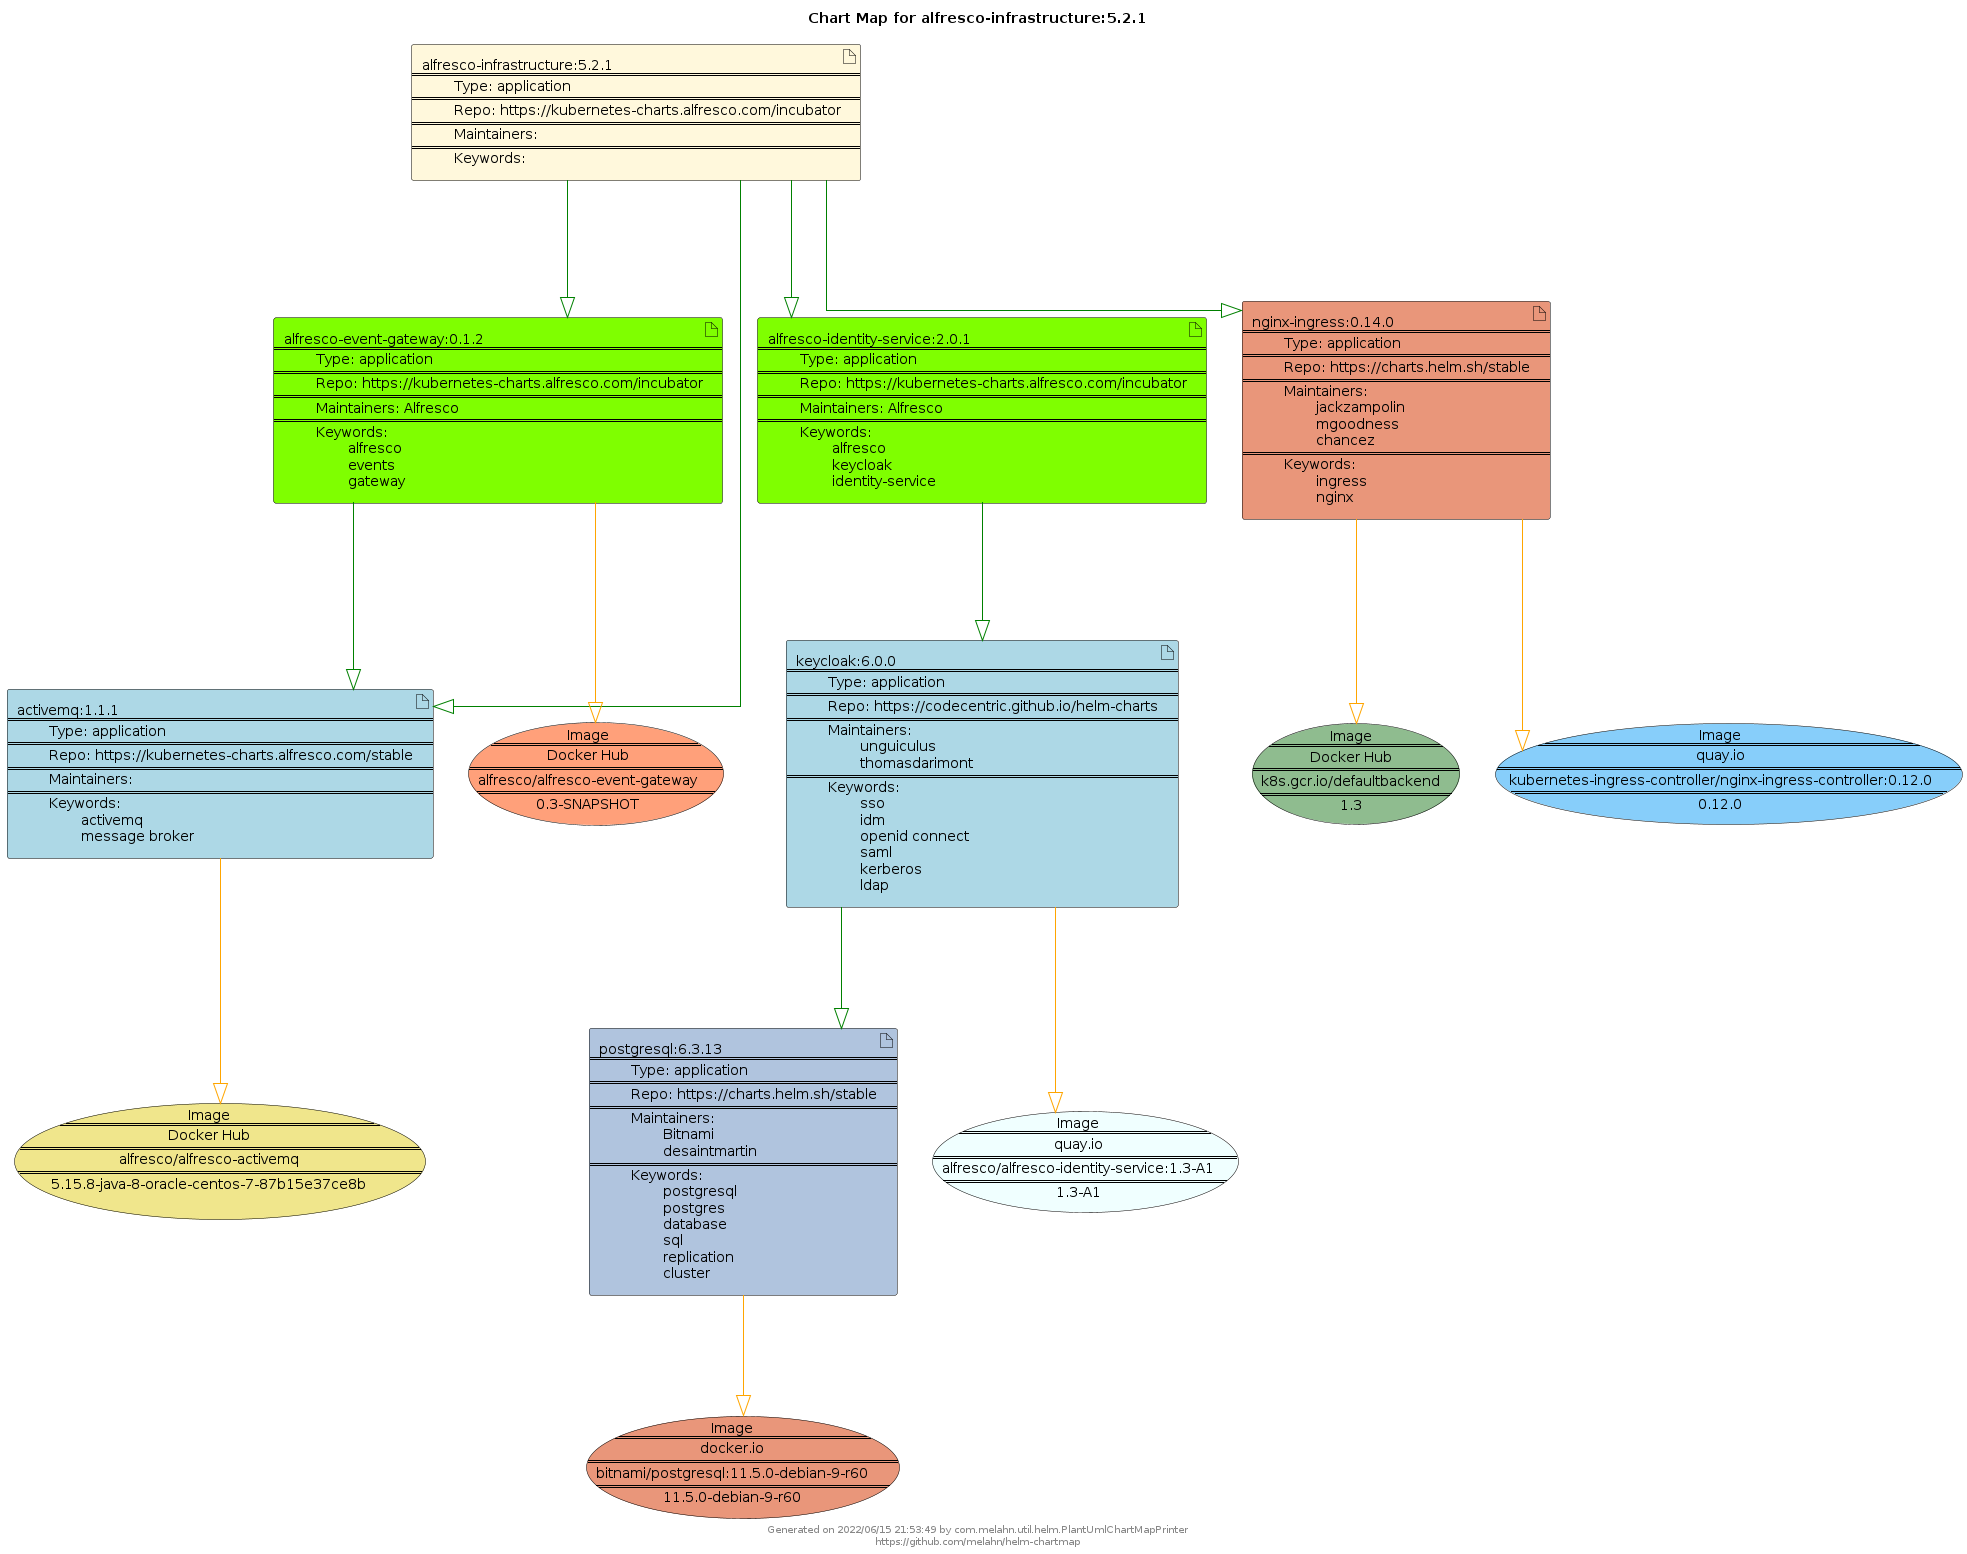 Chart Map for alfresco-infrastructure:5.2.1
alfresco-infrastructure:5.2.1
Type: application
Repo: https://kubernetes-charts.alfresco.com/incubator
Maintainers:
Keywords:
alfresco-event-gateway:0.1.2
Type: application
Repo: https://kubernetes-charts.alfresco.com/incubator
Maintainers: Alfresco
Keywords:
alfresco
events
gateway
alfresco-identity-service:2.0.1
Type: application
Repo: https://kubernetes-charts.alfresco.com/incubator
Maintainers: Alfresco
Keywords:
alfresco
keycloak
identity-service
nginx-ingress:0.14.0
Type: application
Repo: https://charts.helm.sh/stable
Maintainers:
jackzampolin
mgoodness
chancez
Keywords:
ingress
nginx
activemq:1.1.1
Type: application
Repo: https://kubernetes-charts.alfresco.com/stable
Maintainers:
Keywords:
activemq
message broker
Image
Docker Hub
alfresco/alfresco-event-gateway
0.3-SNAPSHOT
keycloak:6.0.0
Type: application
Repo: https://codecentric.github.io/helm-charts
Maintainers:
unguiculus
thomasdarimont
Keywords:
sso
idm
openid connect
saml
kerberos
ldap
Image
Docker Hub
k8s.gcr.io/defaultbackend
1.3
Image
quay.io
kubernetes-ingress-controller/nginx-ingress-controller:0.12.0
0.12.0
Image
Docker Hub
alfresco/alfresco-activemq
5.15.8-java-8-oracle-centos-7-87b15e37ce8b
postgresql:6.3.13
Type: application
Repo: https://charts.helm.sh/stable
Maintainers:
Bitnami
desaintmartin
Keywords:
postgresql
postgres
database
sql
replication
cluster
Image
quay.io
alfresco/alfresco-identity-service:1.3-A1
1.3-A1
Image
docker.io
bitnami/postgresql:11.5.0-debian-9-r60
11.5.0-debian-9-r60
Generated on 2022/06/15 21:53:49 by com.melahn.util.helm.PlantUmlChartMapPrinter
https://github.com/melahn/helm-chartmap